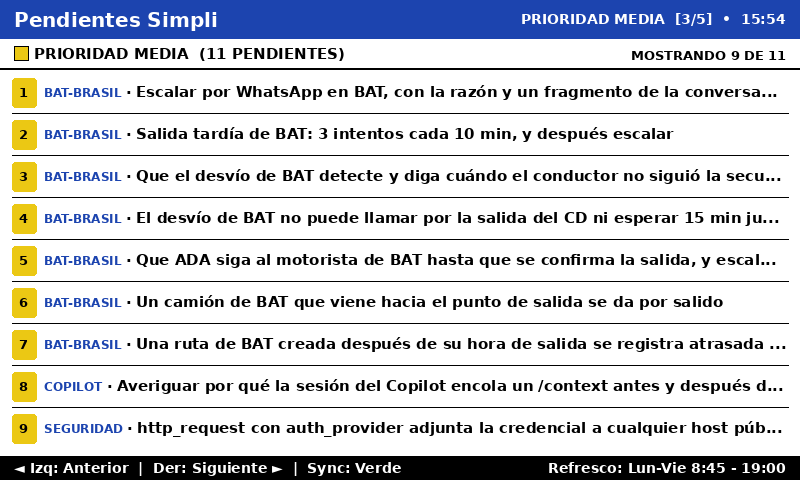 Pendientes Simpli
PRIORIDAD MEDIA [3/5] • 15:54
PRIORIDAD MEDIA (11 PENDIENTES)
MOSTRANDO 9 DE 11
1 BAT-BRASIL · Escalar por WhatsApp en BAT, con la razón y un fragmento de la conversa...
2 BAT-BRASIL · Salida tardía de BAT: 3 intentos cada 10 min, y después escalar
3 BAT-BRASIL · Que el desvío de BAT detecte y diga cuándo el conductor no siguió la secu...
4 BAT-BRASIL · El desvío de BAT no puede llamar por la salida del CD ni esperar 15 min ju...
5 BAT-BRASIL · Que ADA siga al motorista de BAT hasta que se confirma la salida, y escal...
6 BAT-BRASIL · Un camión de BAT que viene hacia el punto de salida se da por salido
7 BAT-BRASIL · Una ruta de BAT creada después de su hora de salida se registra atrasada ...
8 COPILOT · Averiguar por qué la sesión del Copilot encola un /context antes y después d...
9 SEGURIDAD · http_request con auth_provider adjunta la credencial a cualquier host púb...
◄ Izq: Anterior | Der: Siguiente ► | Sync: Verde
Refresco: Lun-Vie 8:45 - 19:00